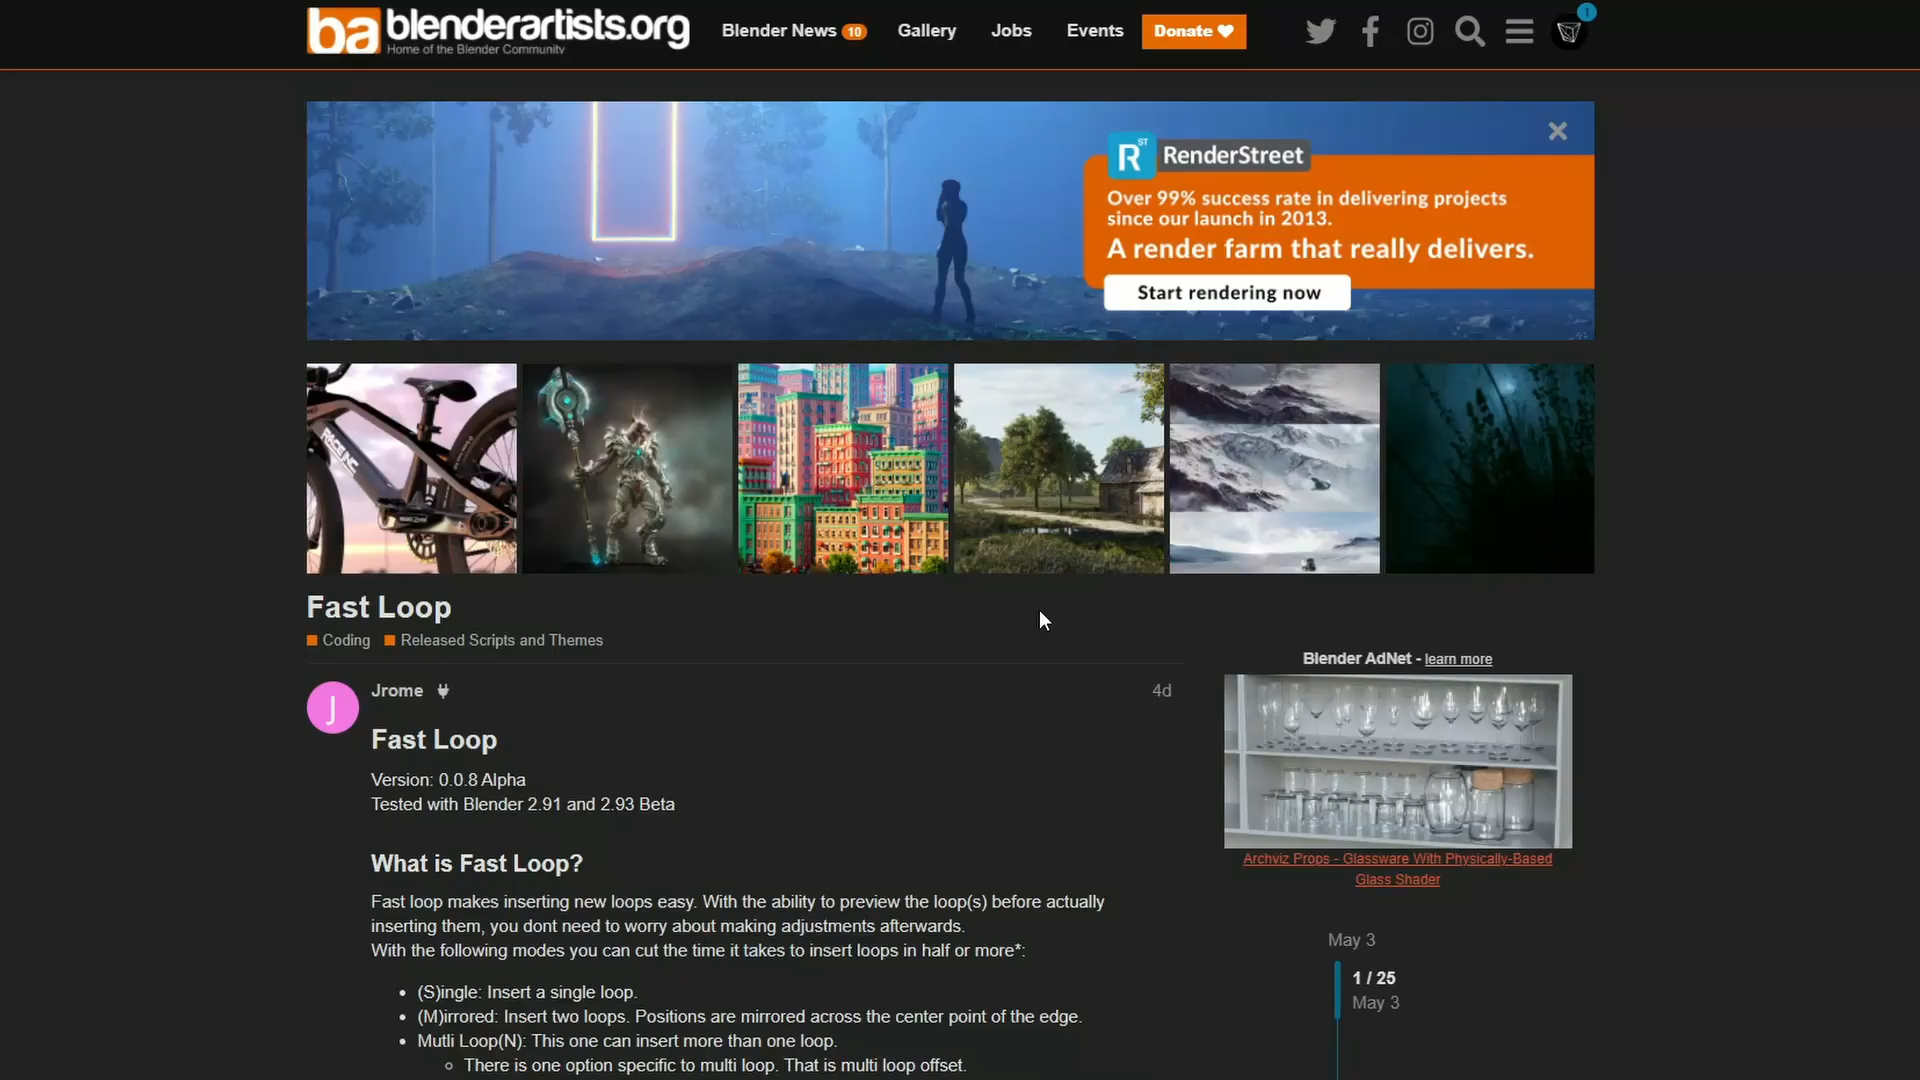 ba blenderartists.org
Home of the Blender Community
Blender News 10
Gallery
Jobs
Events
Donate
1
R ST RenderStreet
Over 99% success rate in delivering projects
since our launch in 2013.
A render farm that really delivers.
Start rendering now
RACE INC
Fast Loop
Coding
Released Scripts and Themes
J
Jrome
4d
Fast Loop
Version: 0.0.8 Alpha
Tested with Blender 2.91 and 2.93 Beta
What is Fast Loop?
Fast loop makes inserting new loops easy. With the ability to preview the loop(s) before actually
inserting them, you dont need to worry about making adjustments afterwards.
With the following modes you can cut the time it takes to insert loops in half or more*:
• (S)ingle: Insert a single loop.
• (M)irrored: Insert two loops. Positions are mirrored across the center point of the edge.
• Mutli Loop(N): This one can insert more than one loop.
◦ There is one option specific to multi loop. That is multi loop offset.
Blender AdNet - learn more
Archviz Props - Glassware With Physically-Based
Glass Shader
May 3
1 / 25
May 3